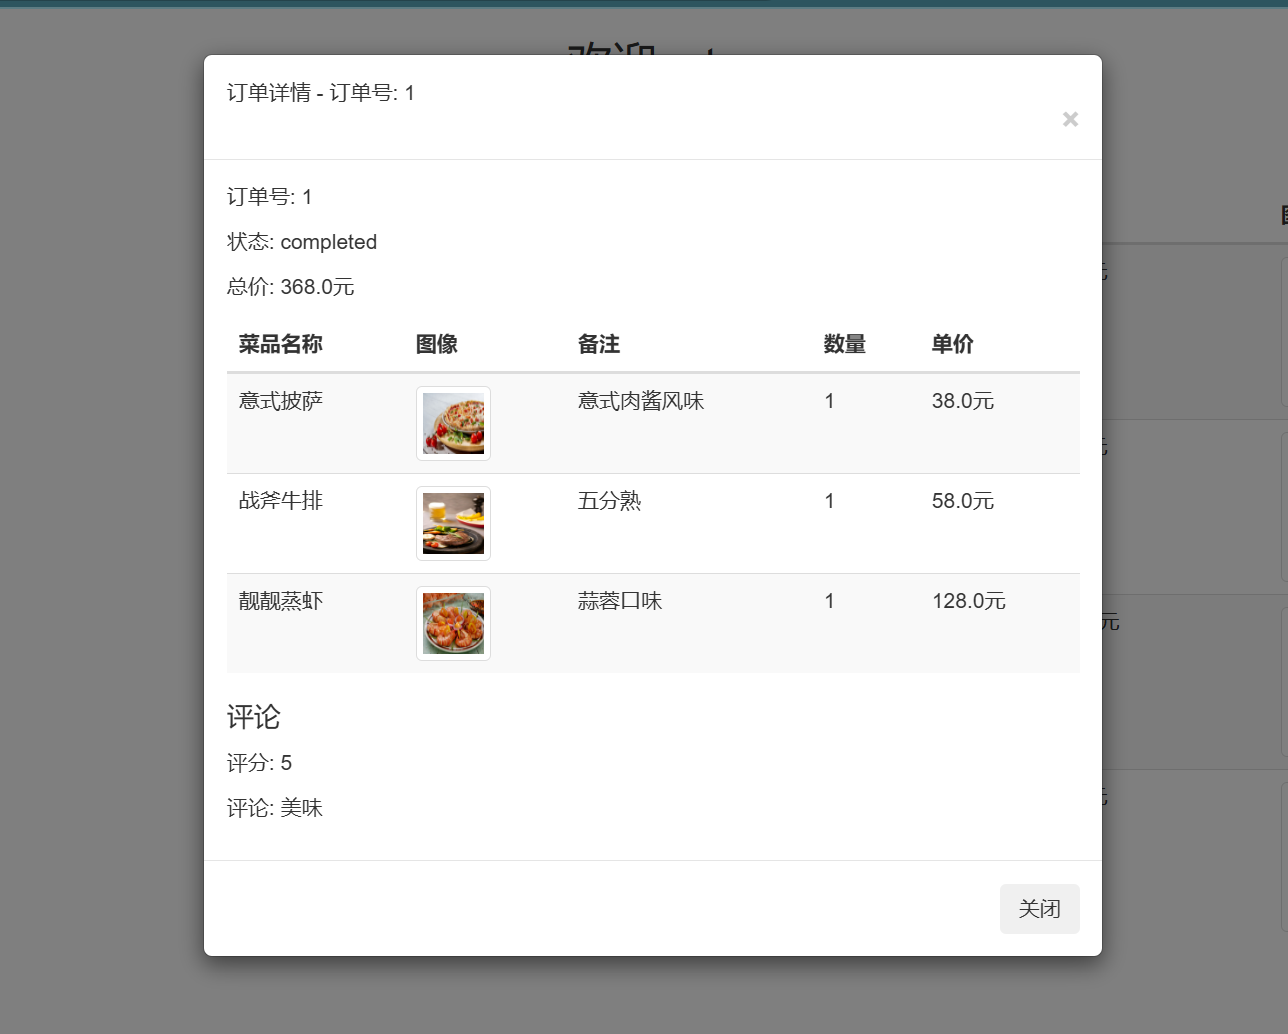 订单详情 - 订单号: 1
×
订单号: 1
状态: completed
总价: 368.0元
菜品名称 图像 备注 数量 单价
意式披萨 意式肉酱风味 1 38.0元
战斧牛排 五分熟 1 58.0元
靓靓蒸虾 蒜蓉口味 1 128.0元
评论
评分: 5
评论: 美味
关闭
元